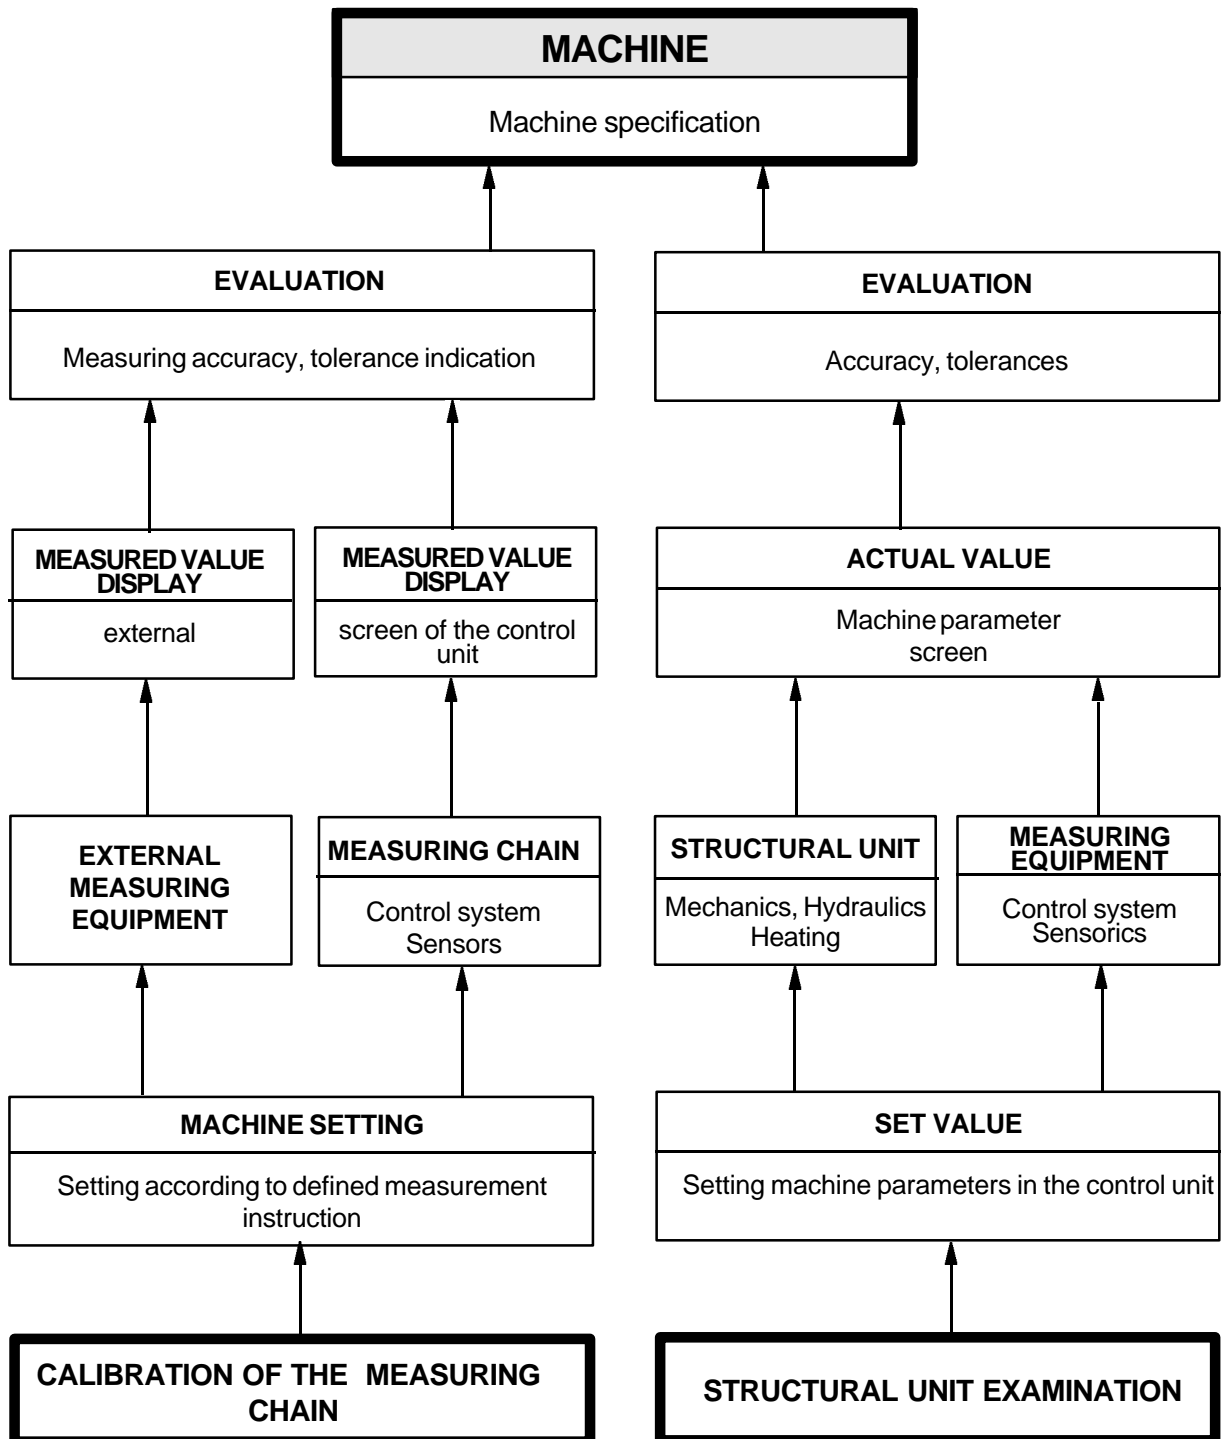 MACHINE
Machine specification
EVALUATION
Measuring accuracy, tolerance indication
EVALUATION
Accuracy, tolerances
MEASURED VALUE
DISPLAY
external
MEASURED VALUE
DISPLAY
screen of the control
unit
ACTUAL VALUE
Machine parameter
screen
EXTERNAL
MEASURING
EQUIPMENT
MEASURING CHAIN
Control system
Sensors
STRUCTURAL UNIT
Mechanics, Hydraulics
Heating
MEASURING
EQUIPMENT
Control system
Sensorics
MACHINE SETTING
Setting according to defined measurement
instruction
SET VALUE
Setting machine parameters in the control unit
CALIBRATION OF THE MEASURING
CHAIN
STRUCTURAL UNIT EXAMINATION